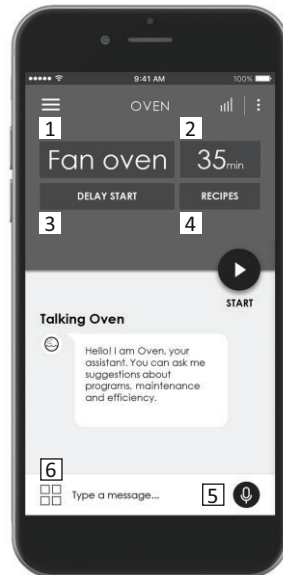 9:41 AM
100%
OVEN
1
2
Fan oven
35min
DELAY START
RECIPES
3
4
START
Talking Oven
Hello! I am Oven, your
assistant. You can ask me
suggestions about
programs, maintenance
and efficiency.
6
Type a message...
5